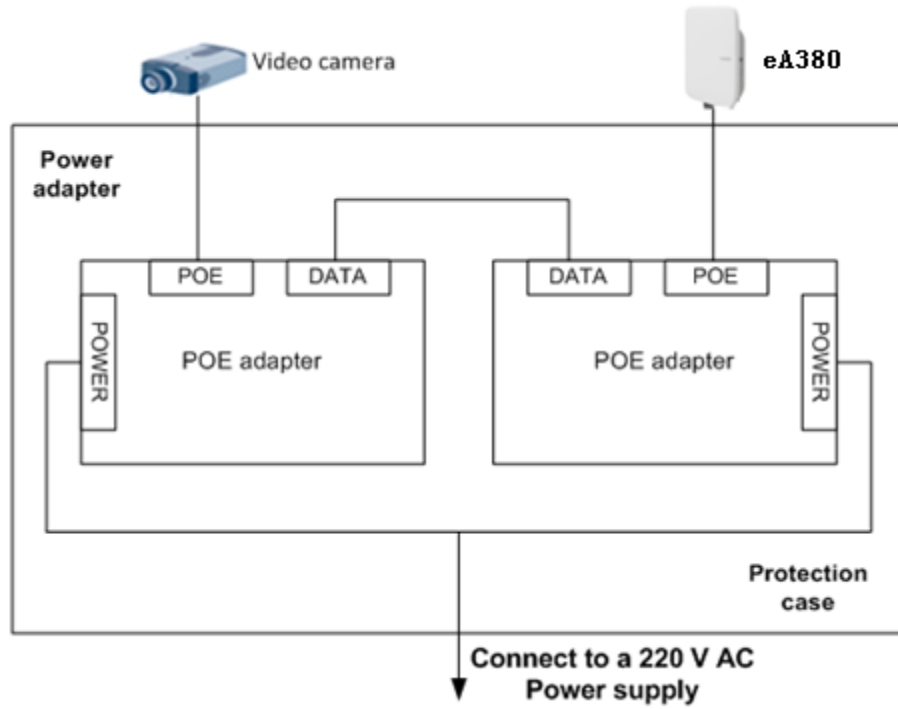 Video camera
eA380
Power
adapter
POE
DATA
DATA
POE
POWER
POE adapter
POE adapter
POWER
Protection
case
Connect to a 220 V AC
Power supply